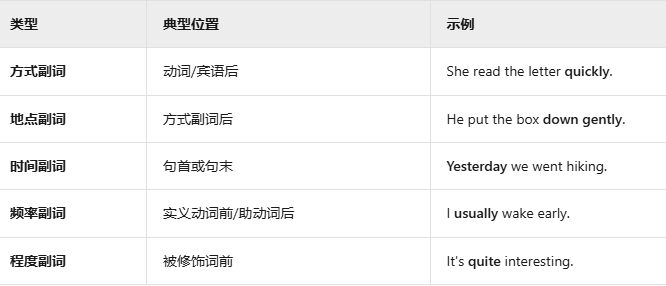 类型 典型位置 示例
方式副词 动词/宾语后 She read the letter quickly.
地点副词 方式副词后 He put the box down gently.
时间副词 句首或句末 Yesterday we went hiking.
频率副词 实义动词前/助动词后 I usually wake early.
程度副词 被修饰词前 It's quite interesting.